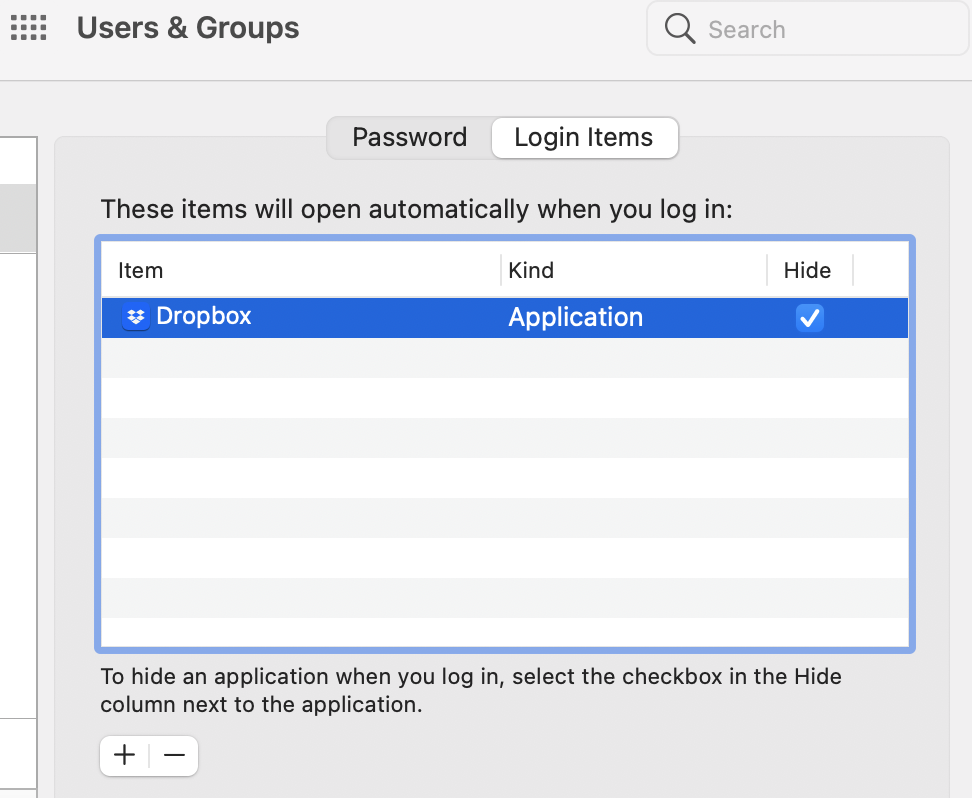 Users & Groups
Search
Password Login Items
These items will open automatically when you log in:
Item Kind Hide
Dropbox Application
To hide an application when you log in, select the checkbox in the Hide
column next to the application.